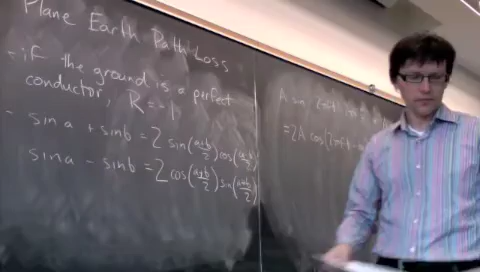 Plane Earth Path Loss
- if the ground is a perfect
conductor, R = -1.
- sin a + sin b = 2 sin(a+b/2) cos(a-b/2)
sin a - sin b = 2 cos(a+b/2) sin(a-b/2)
A sin
= 2A cos(2πft -